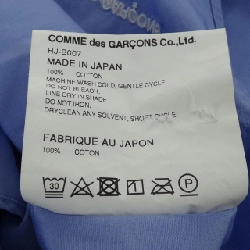 COMME des GARÇONS Co.,Ltd.
HJ-B007
MADE IN JAPAN
100% COTTON
MACHINE WASH COLD, GENTLE CYCLE
DO NOT BLEACH
LINE DRY IN SHADE
DO NOT IRON.
DRYCLEAN ANY SOLVENT, SHORT CYCLE
FABRIQUE AU JAPON
100% COTTON
30 P